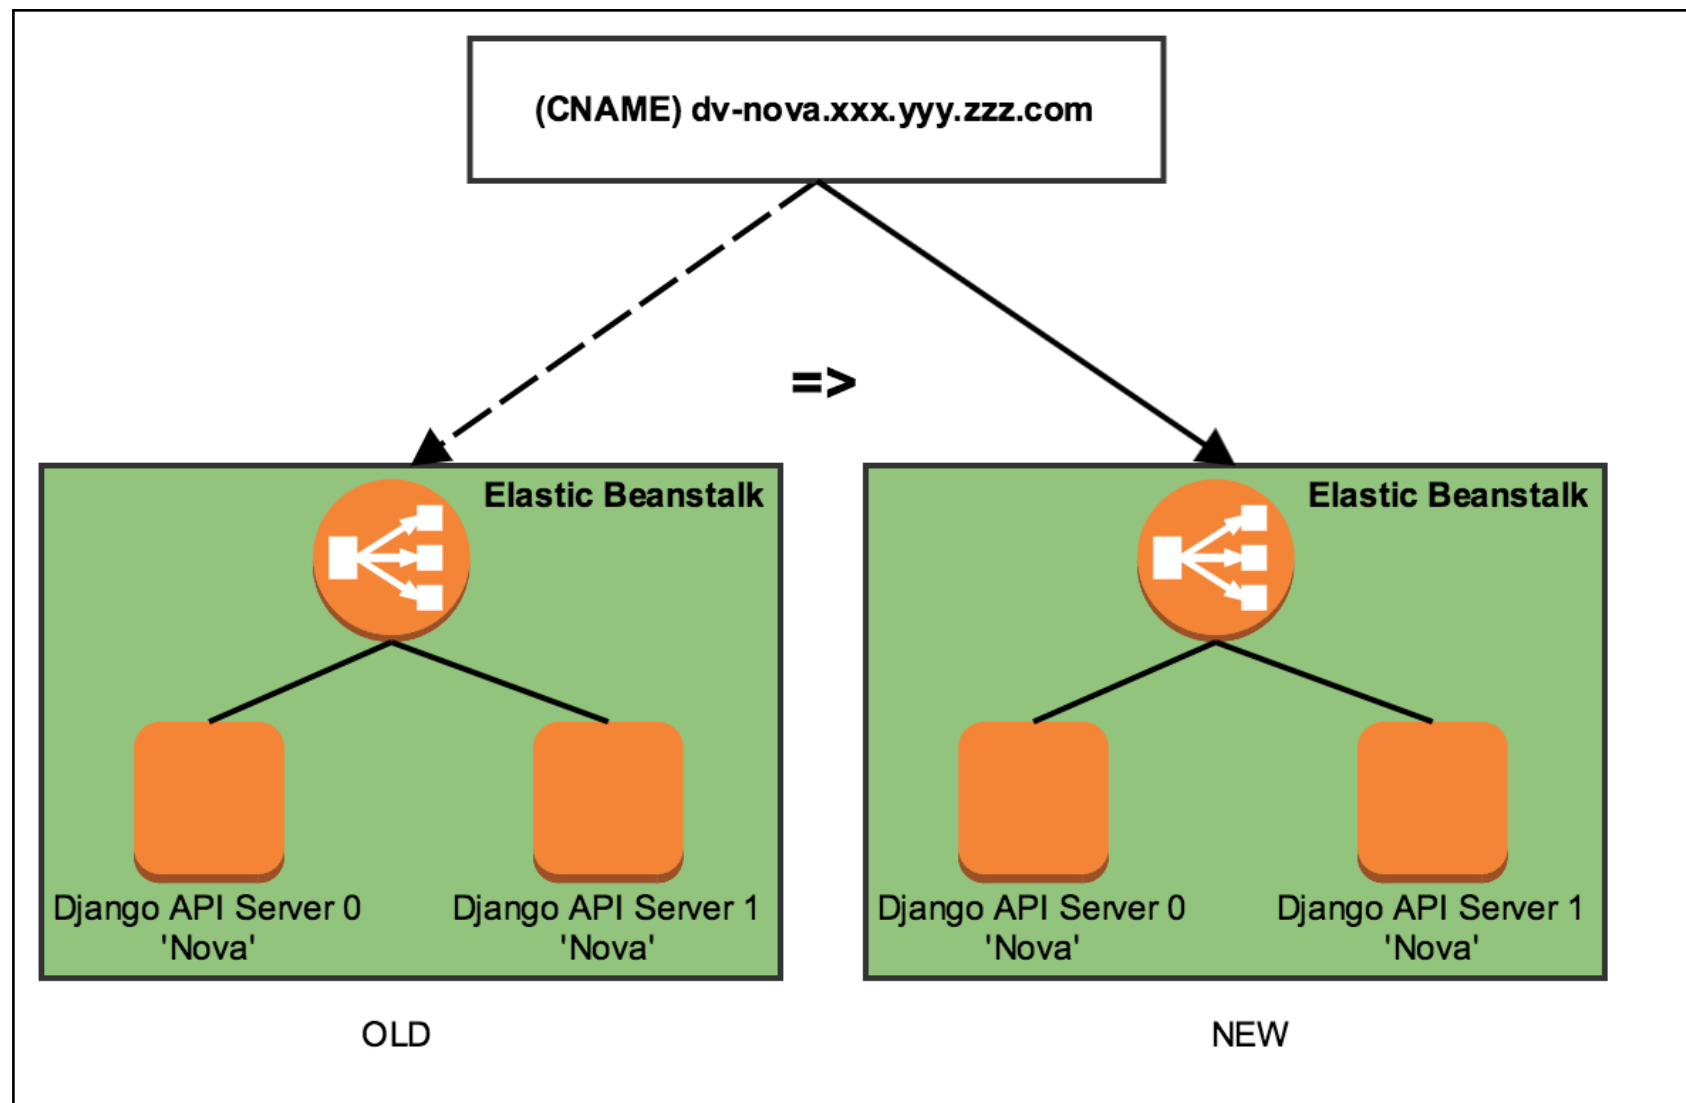 (CNAME) dv-nova.xxx.yyy.zzz.com
=>
Elastic Beanstalk
Django API Server 0
'Nova'
Django API Server 1
'Nova'
OLD
Elastic Beanstalk
Django API Server 0
'Nova'
Django API Server 1
'Nova'
NEW